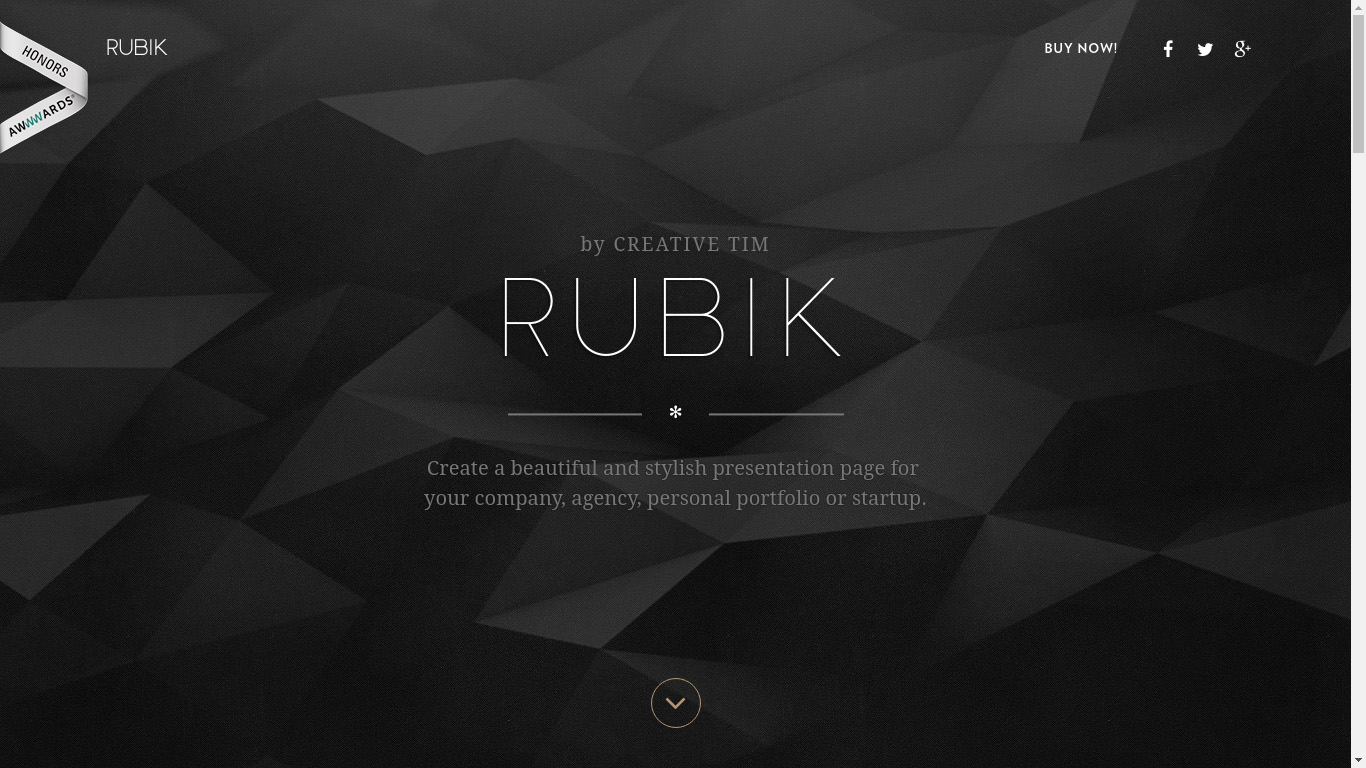 HONORS
AWWWARDS®
RUBIK
BUY NOW!
by CREATIVE TIM
RUBIK
Create a beautiful and stylish presentation page for
your company, agency, personal portfolio or startup.